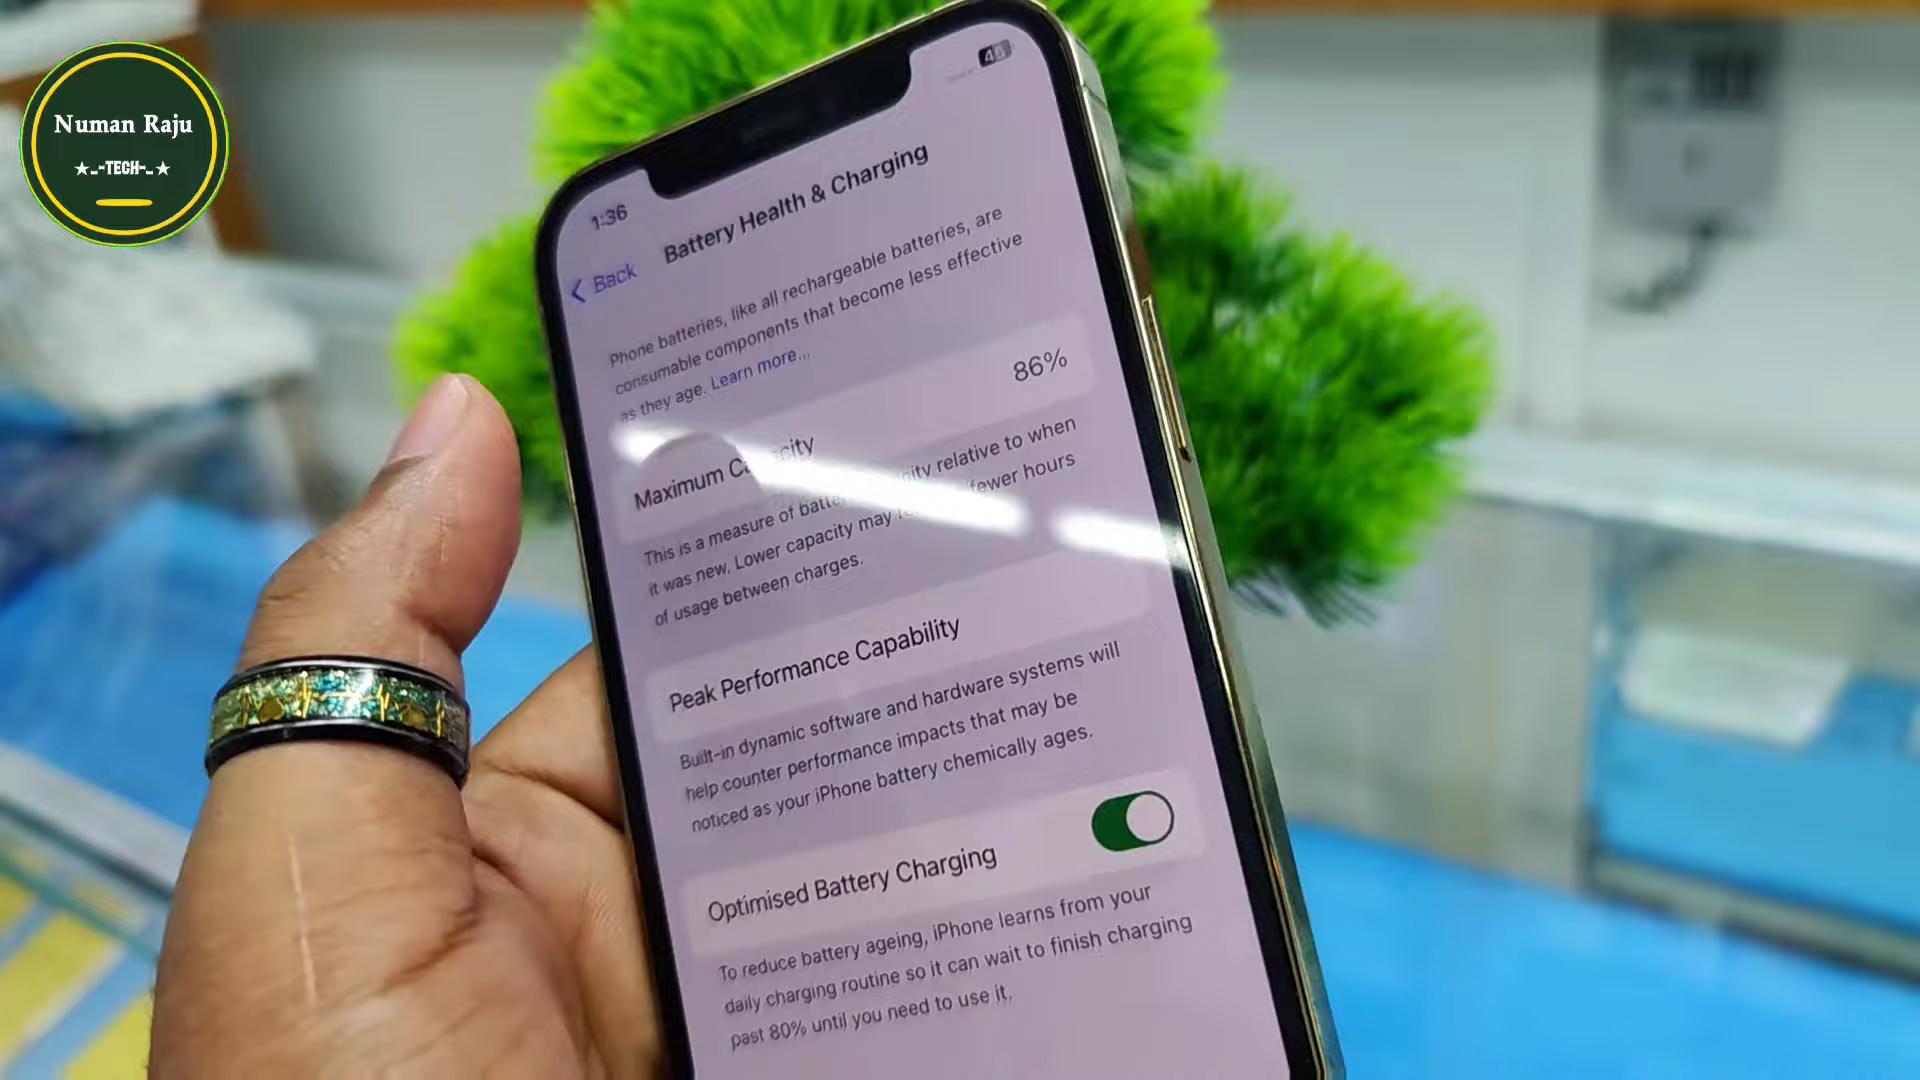 Numan Raju
★-=TECH=-★
46
1:36
Back
Battery Health & Charging
Phone batteries, like all rechargeable batteries, are
consumable components that become less effective
as they age. Learn more...
86%
Maximum
This is a measure of relative to when
it was new. Lower capacity may fewer hours
of usage between charges.
Peak Performance Capability
Built-in dynamic software and hardware systems will
help counter performance impacts that may be
noticed as your iPhone battery chemically ages.
Optimised Battery Charging
To reduce battery ageing, iPhone learns from your
daily charging routine so it can wait to finish charging
past 80% until you need to use it.